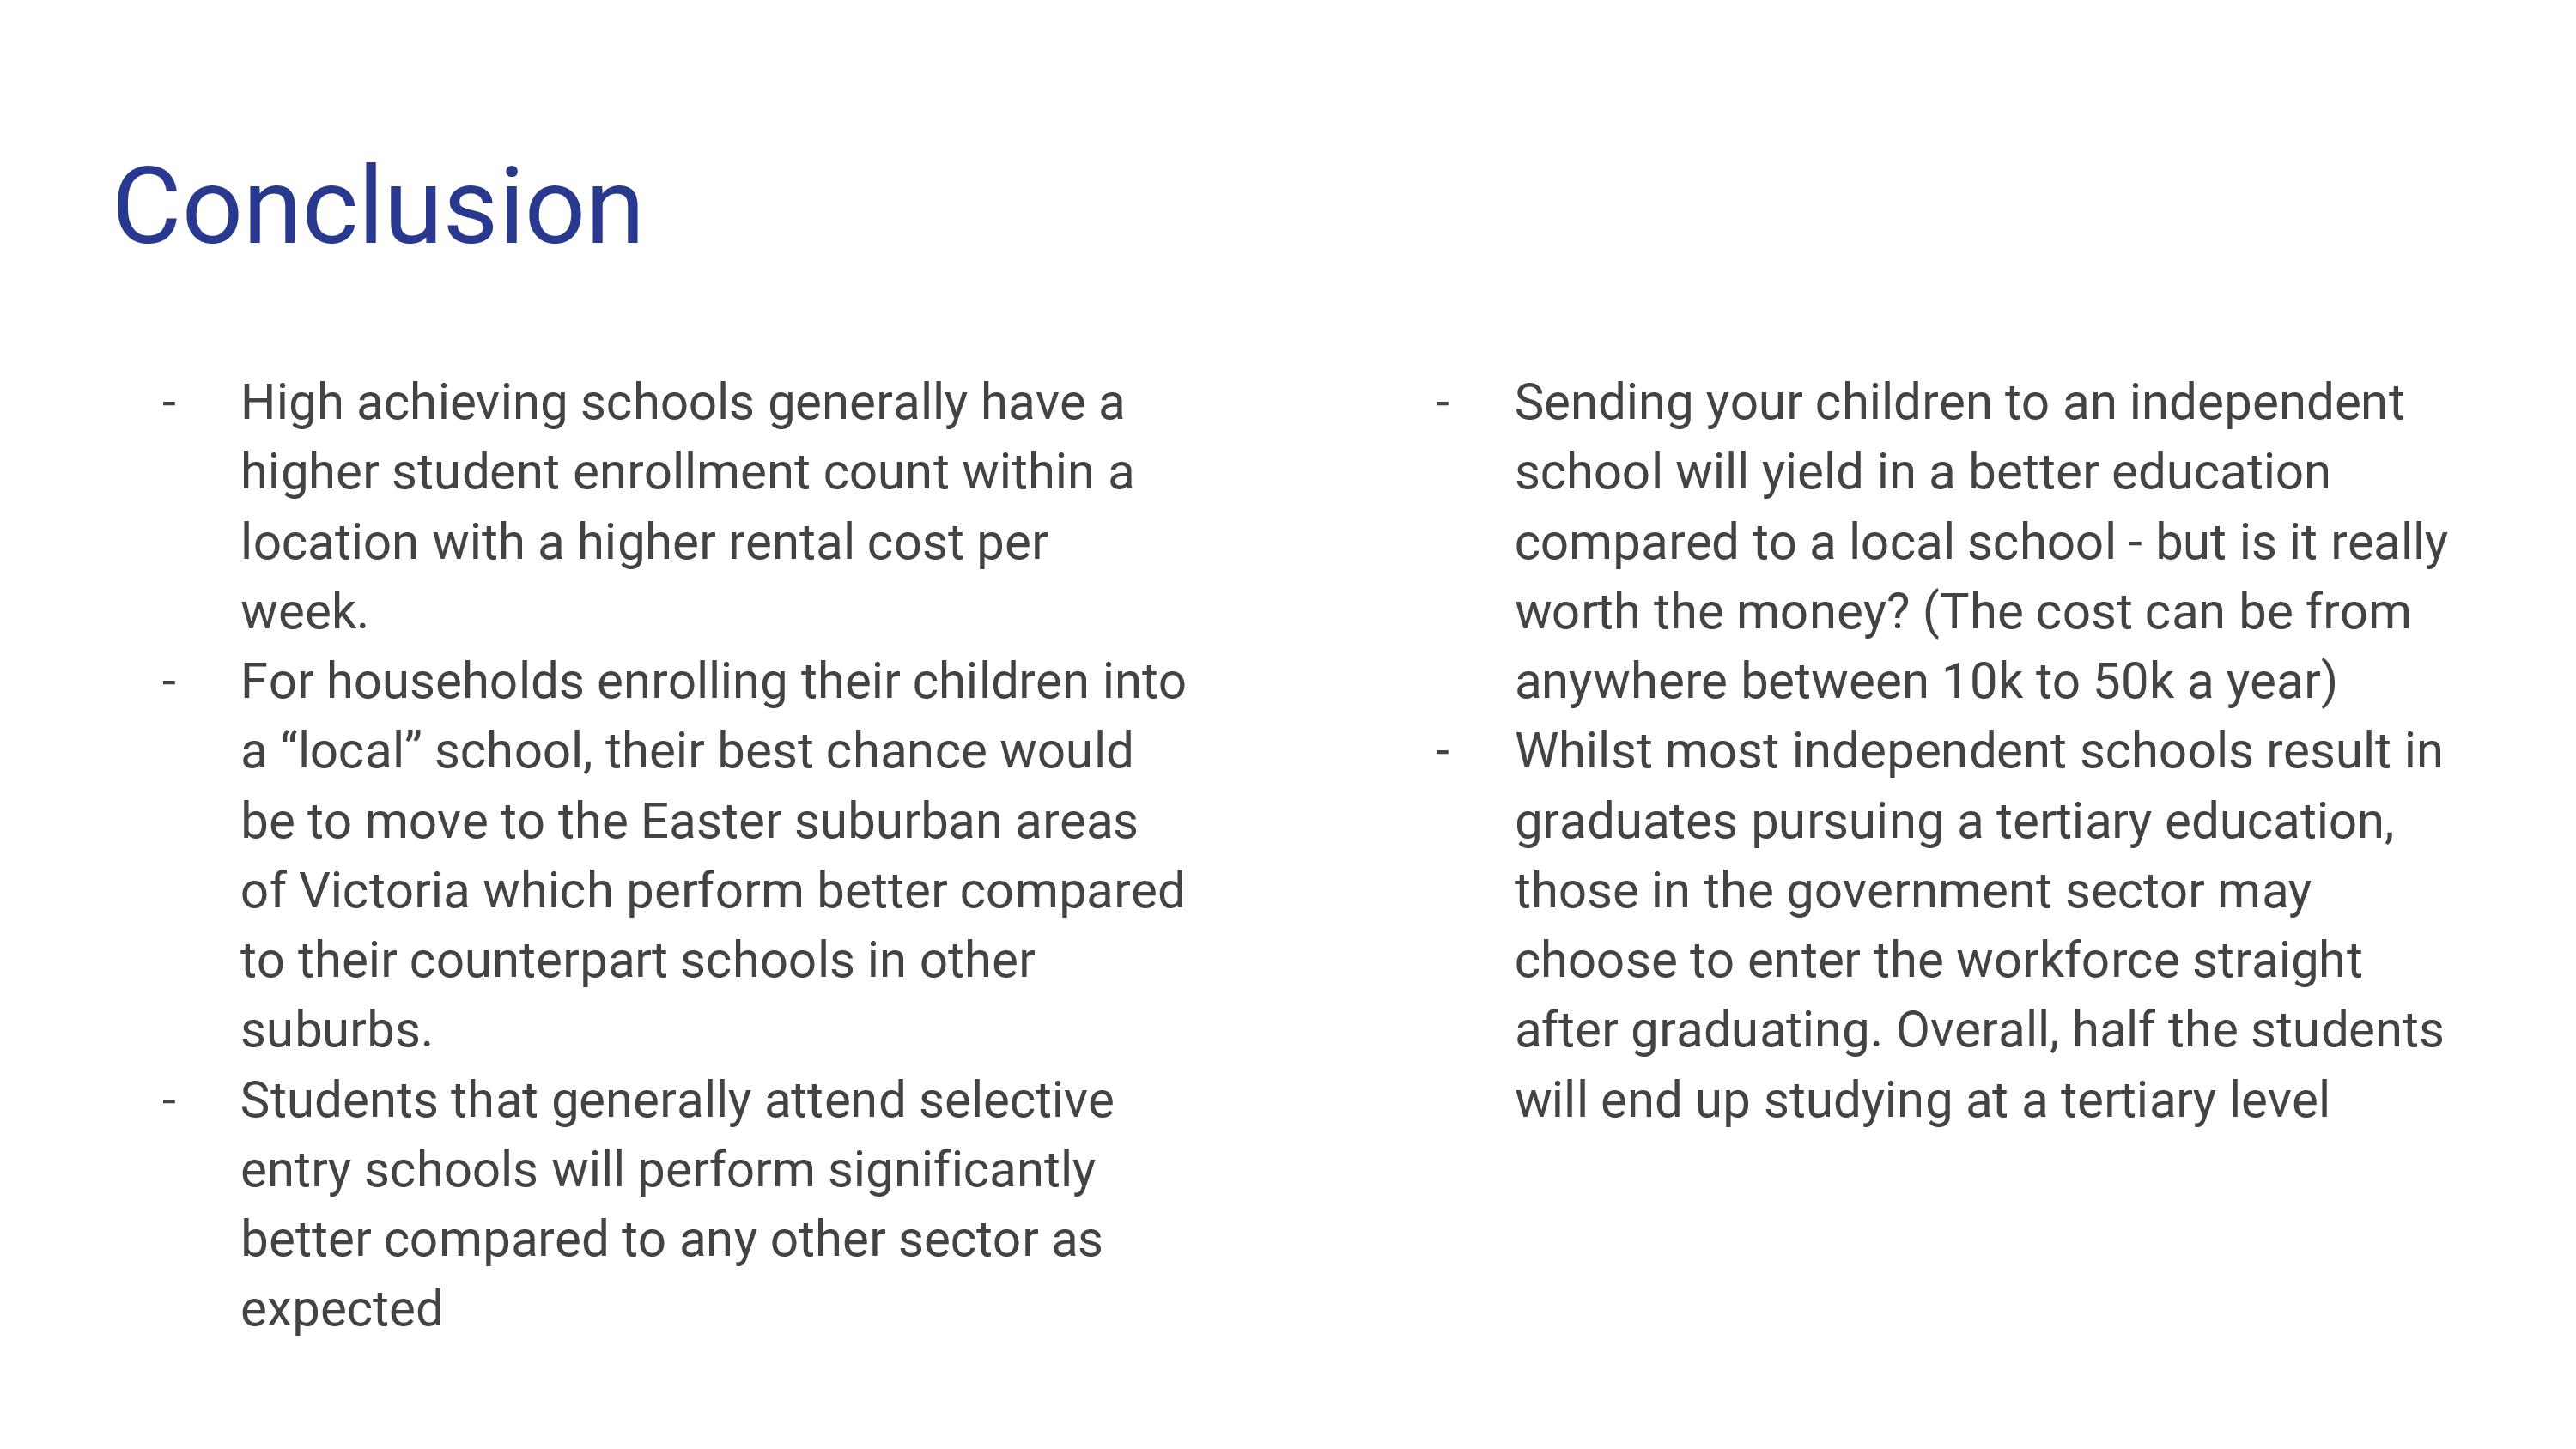 Conclusion
- High achieving schools generally have a
higher student enrollment count within a
location with a higher rental cost per
week.
- For households enrolling their children into
a “local” school, their best chance would
be to move to the Easter suburban areas
of Victoria which perform better compared
to their counterpart schools in other
suburbs.
- Students that generally attend selective
entry schools will perform significantly
better compared to any other sector as
expected
- Sending your children to an independent
school will yield in a better education
compared to a local school - but is it really
worth the money? (The cost can be from
anywhere between 10k to 50k a year)
- Whilst most independent schools result in
graduates pursuing a tertiary education,
those in the government sector may
choose to enter the workforce straight
after graduating. Overall, half the students
will end up studying at a tertiary level